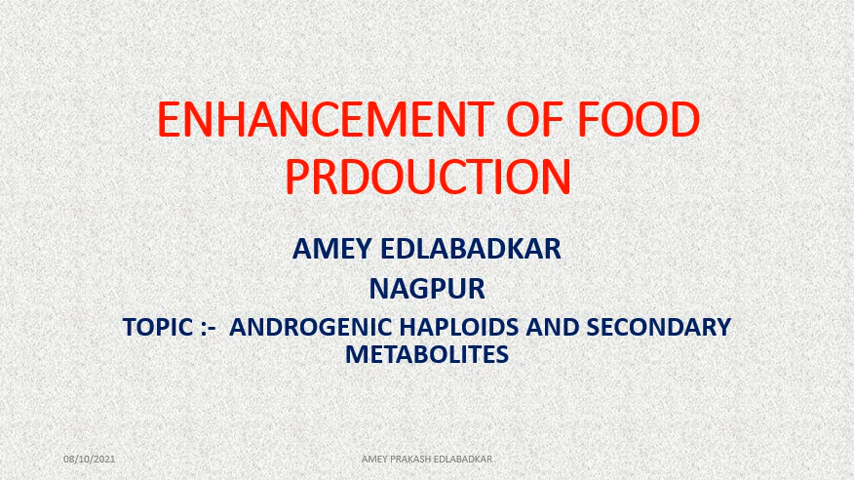 ENHANCEMENT OF FOOD
PRDOUCTION
AMEY EDLABADKAR
NAGPUR
TOPIC :- ANDROGENIC HAPLOIDS AND SECONDARY
METABOLITES
08/10/2021
AMEY PRAKASH EDLABADKAR